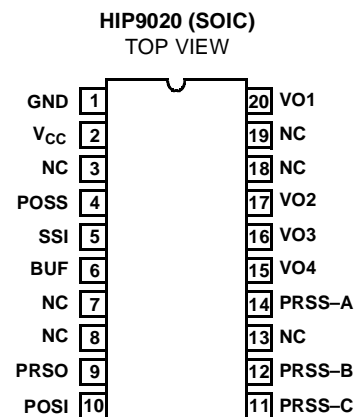 HIP9020 (SOIC)
TOP VIEW
GND 1 20 VO1
VCC 2 19 NC
NC 3 18 NC
POSS 4 17 VO2
SSI 5 16 VO3
BUF 6 15 VO4
NC 7 14 PRSS–A
NC 8 13 NC
PRSO 9 12 PRSS–B
POSI 10 11 PRSS–C